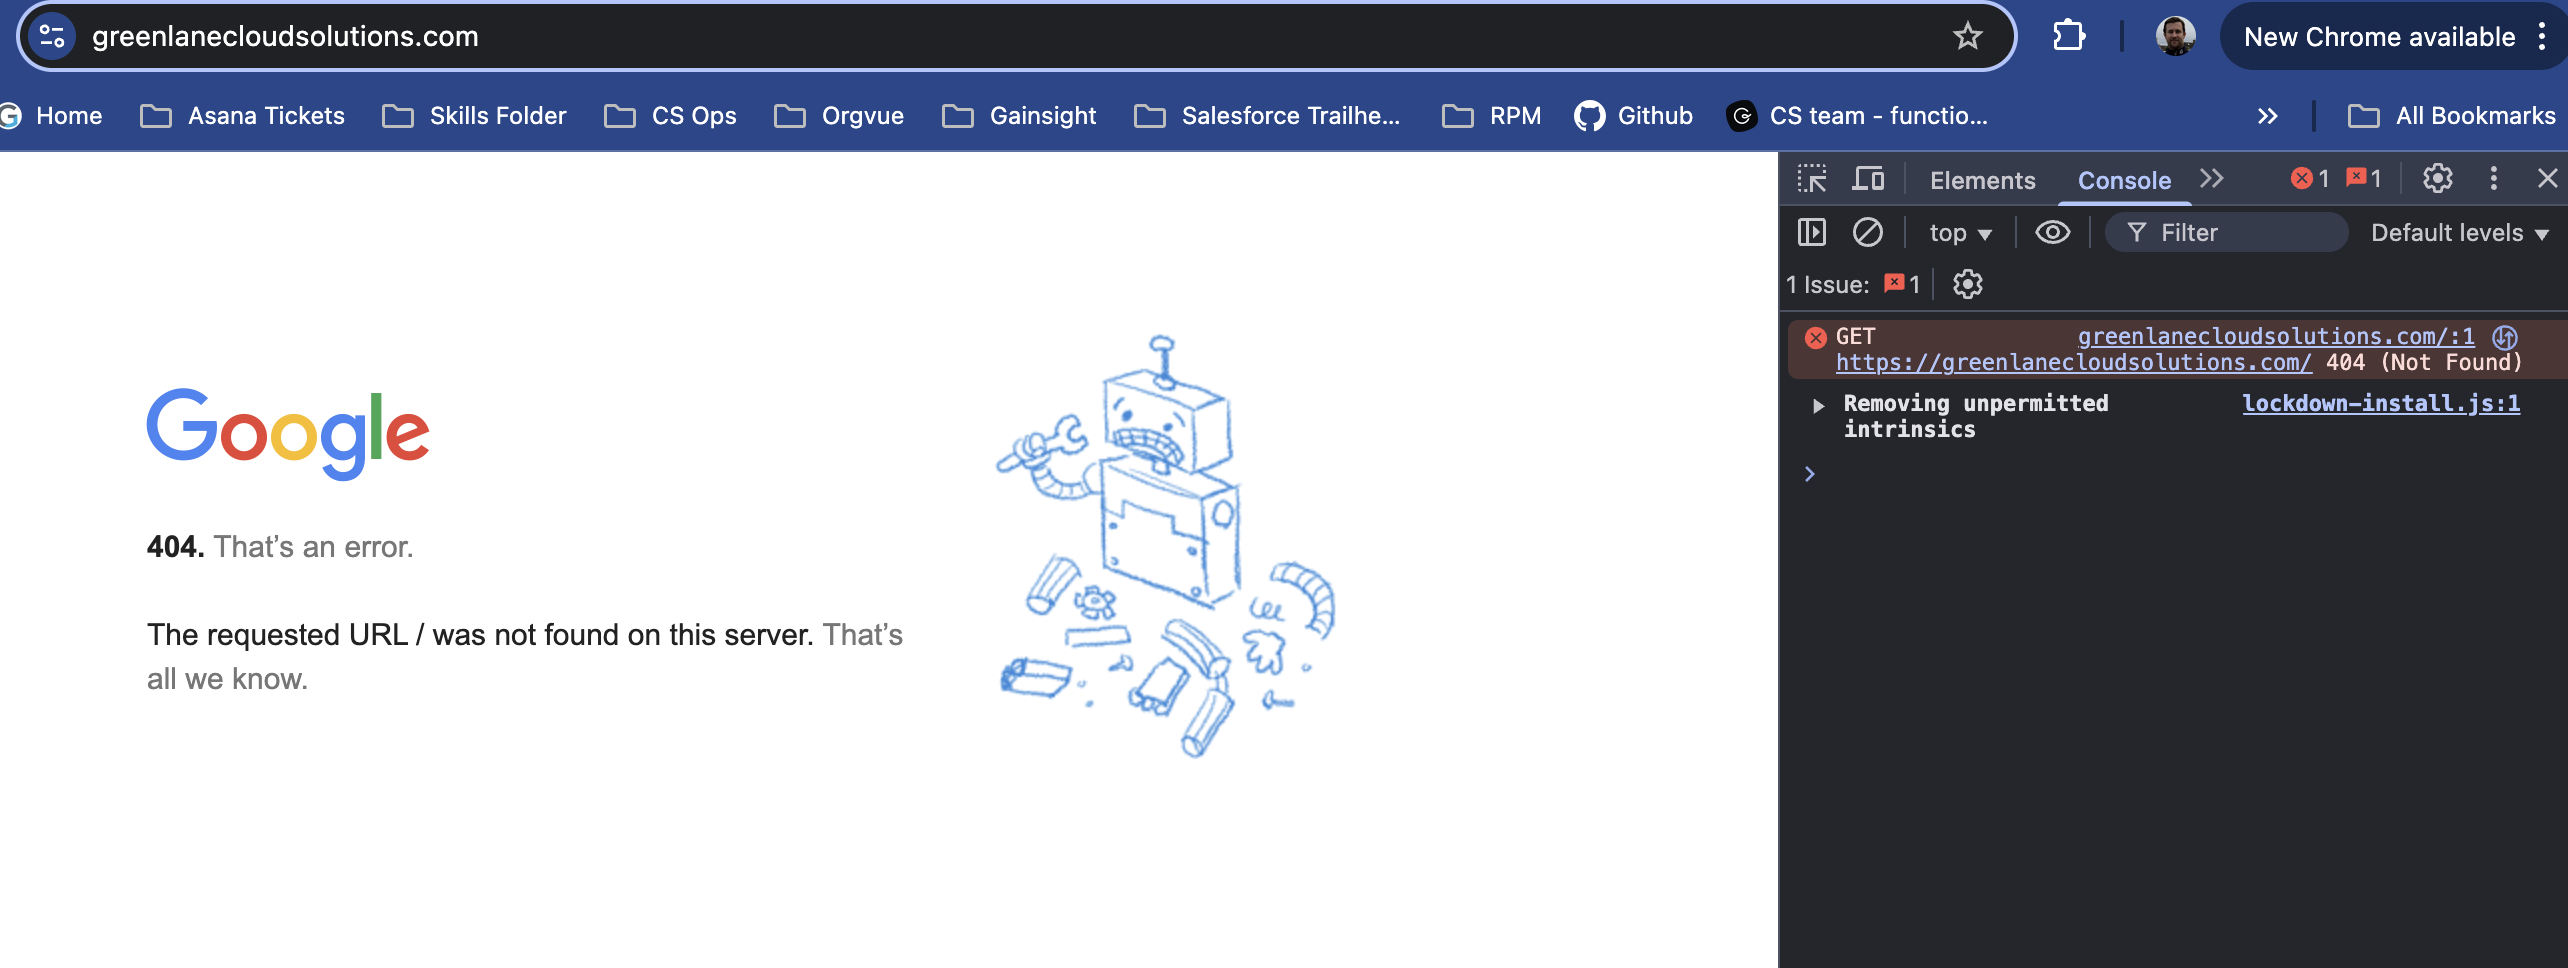 greenlanecloudsolutions.com
New Chrome available
Home Asana Tickets Skills Folder CS Ops Orgvue Gainsight Salesforce Trailhe... RPM Github CS team - functio... All Bookmarks
Elements Console 1 1
top Filter Default levels
1 Issue: 1
GET greenlanecloudsolutions.com/:1
https://greenlanecloudsolutions.com/ 404 (Not Found)
Removing unpermitted lockdown-install.js:1
intrinsics
Google
404. That’s an error.
The requested URL / was not found on this server. That’s
all we know.